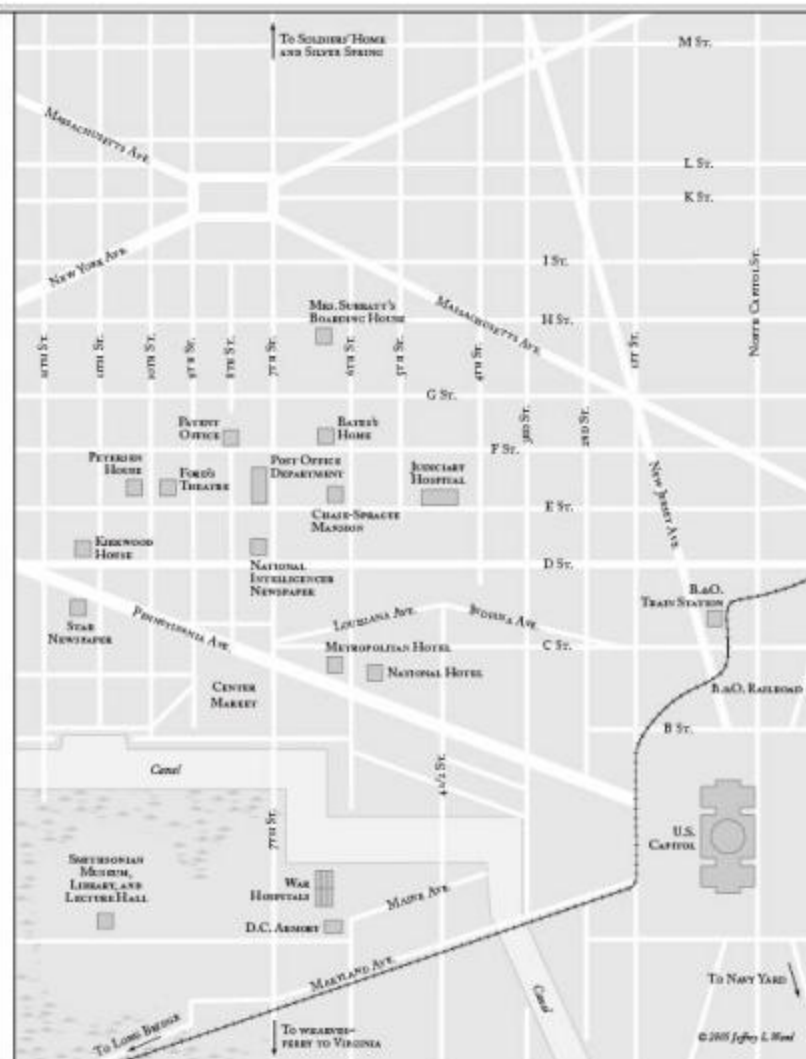 To Soldiers' Home
and Silver Spring
M St.
Massachusetts Ave.
L St.
K St.
New York Ave.
I St.
Mrs. Surratt's
Boarding House
Massachusetts Ave.
H St.
North Capitol St.
12th St.
11th St.
10th St.
9th St.
8th St.
7th St.
6th St.
5th St.
4th St.
1st St.
G St.
3rd St.
2nd St.
Patent
Office
Bates's
Home
F St.
Petersen
House
Ford's
Theatre
Post Office
Department
Judiciary
Hospital
New Jersey Ave.
E St.
Chase-Sprague
Mansion
Kirkwood
House
National
Intelligencer
Newspaper
D St.
B.&O.
Train Station
Star
Newspaper
Pennsylvania Ave.
Louisiana Ave.
Indiana Ave.
C St.
Metropolitan Hotel
National Hotel
Center
Market
B.&O. Railroad
B St.
Canal
4 1/2 St.
7th St.
U.S.
Capitol
Smithsonian
Museum,
Library, and
Lecture Hall
War
Hospitals
Maine Ave.
D.C. Armory
Maryland Ave.
Canal
To Navy Yard
To Long Bridge
To wharves–
ferry to Virginia
© 2005 Jeffrey L. Ward